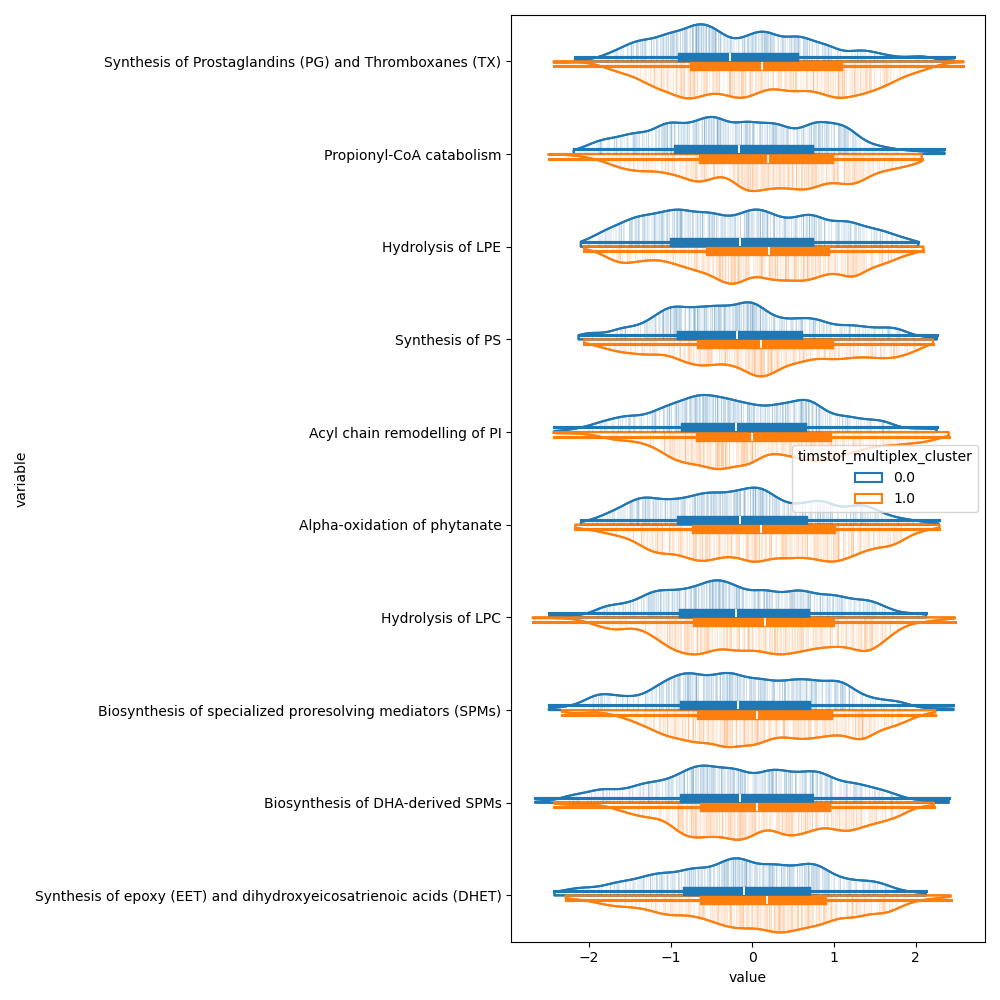 Synthesis of Prostaglandins (PG) and Thromboxanes (TX)
Propionyl-CoA catabolism
Hydrolysis of LPE
Synthesis of PS
Acyl chain remodelling of PI
variable
timstof_multiplex_cluster
0.0
1.0
Alpha-oxidation of phytanate
Hydrolysis of LPC
Biosynthesis of specialized proresolving mediators (SPMs)
Biosynthesis of DHA-derived SPMs
Synthesis of epoxy (EET) and dihydroxyeicosatrienoic acids (DHET)
−2 −1 0 1 2
value